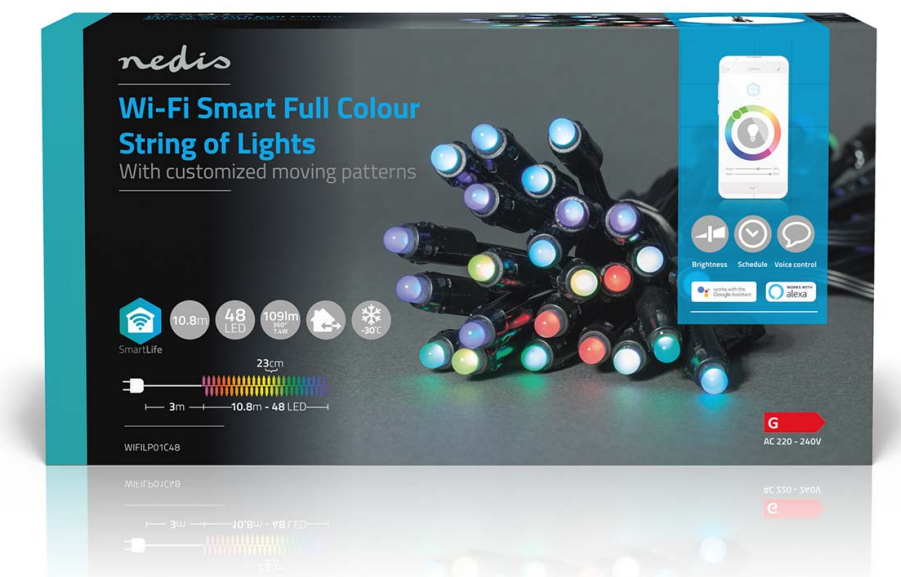 nedis
Wi-Fi Smart Full Colour
String of Lights
With customized moving patterns
SmartLife
10.8m
48
LED
109lm
360°
7.4W
-30°C
23cm
3m
10.8m - 48 LED
WIFILP01C48
Brightness
Schedule
Voice control
works with the
Google Assistant
WORKS WITH
alexa
G
AC 220 - 240V